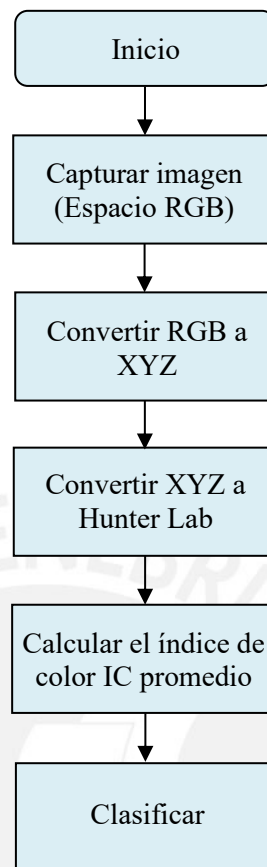 Inicio
Capturar imagen
(Espacio RGB)
Convertir RGB a
XYZ
Convertir XYZ a
Hunter Lab
Calcular el índice de
color IC promedio
Clasificar